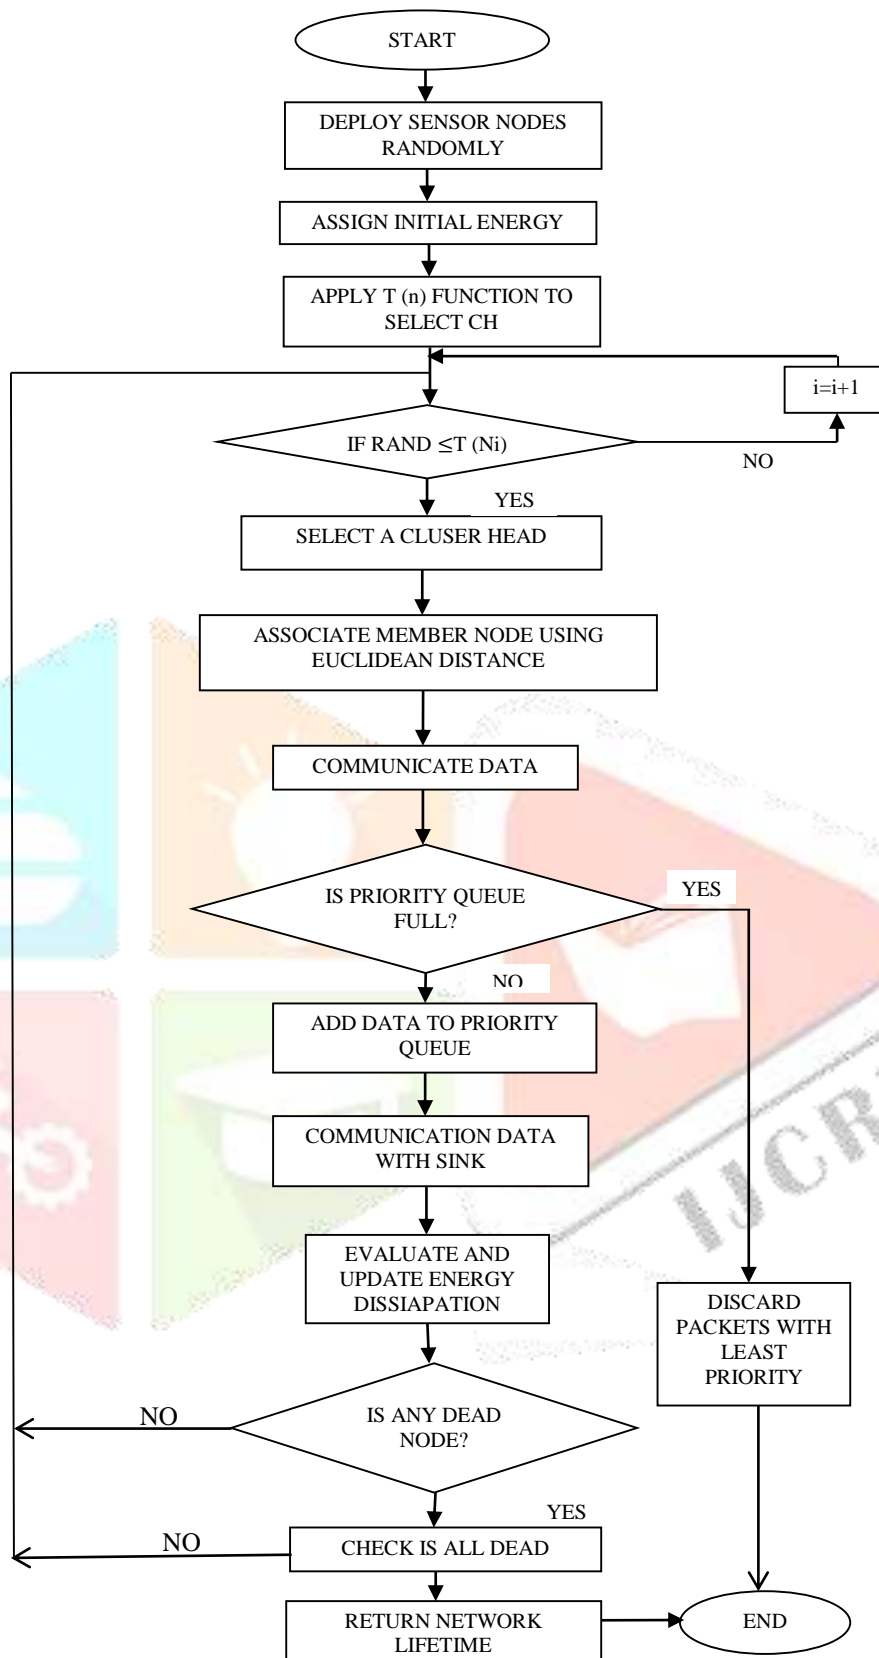 START
DEPLOY SENSOR NODES
RANDOMLY
ASSIGN INITIAL ENERGY
APPLY T (n) FUNCTION TO
SELECT CH
i=i+1
IF RAND ≤T (Ni)
NO
YES
SELECT A CLUSER HEAD
ASSOCIATE MEMBER NODE USING
EUCLIDEAN DISTANCE
COMMUNICATE DATA
IS PRIORITY QUEUE
FULL?
YES
NO
ADD DATA TO PRIORITY
QUEUE
COMMUNICATION DATA
WITH SINK
IJCR
EVALUATE AND
UPDATE ENERGY
DISSIAPATION
DISCARD
PACKETS WITH
LEAST
PRIORITY
IS ANY DEAD
NODE?
NO
YES
CHECK IS ALL DEAD
NO
RETURN NETWORK
LIFETIME
END